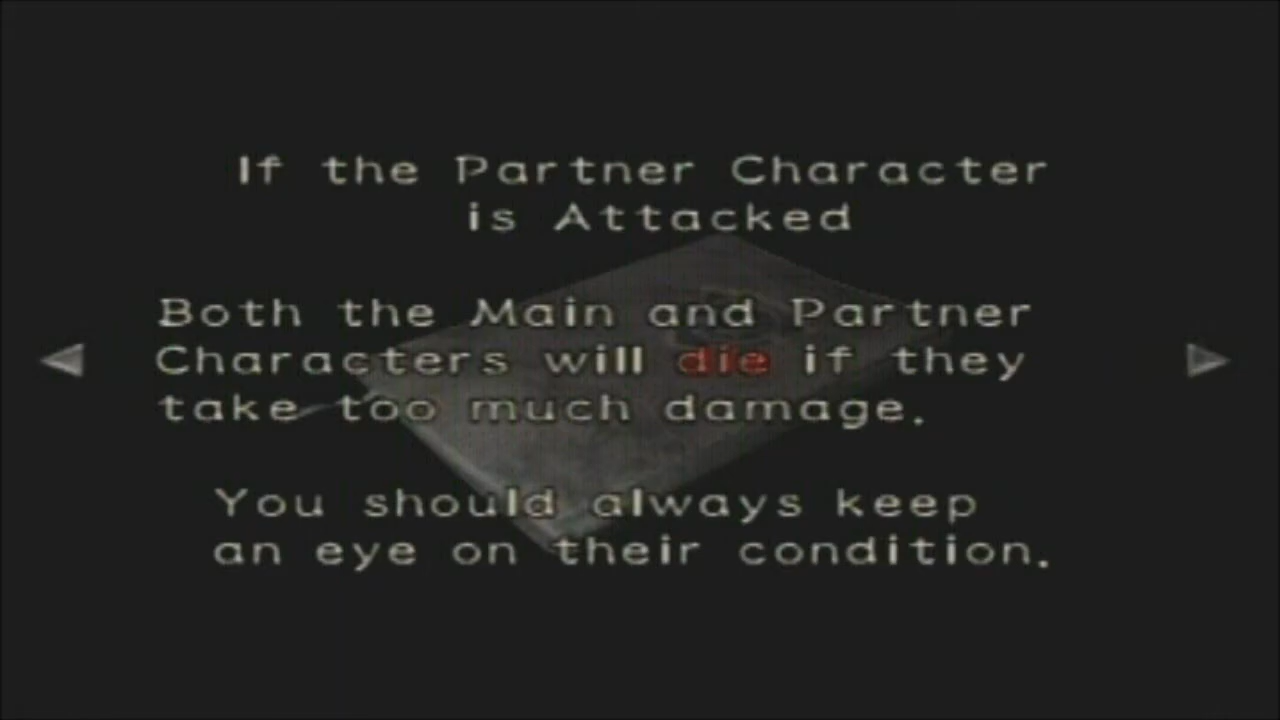 If the Partner Character
is Attacked
Both the Main and Partner
Characters will die if they
take too much damage.
You should always keep
an eye on their condition.